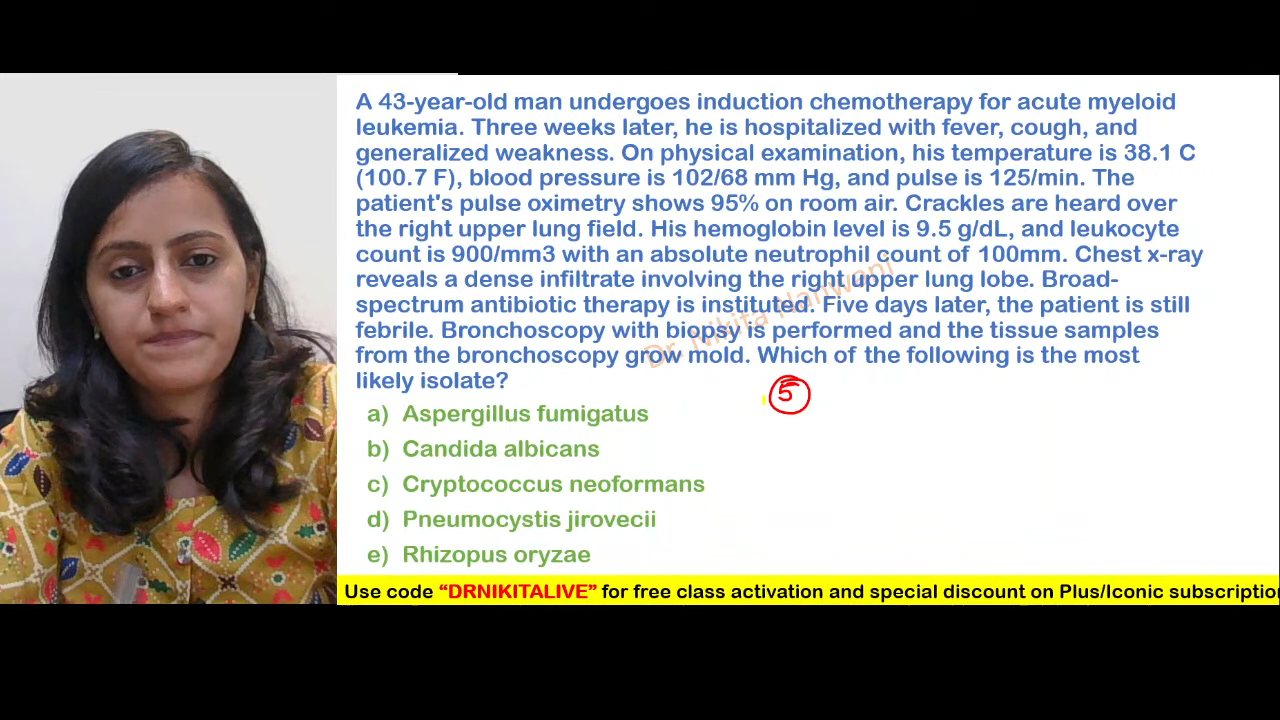 A 43-year-old man undergoes induction chemotherapy for acute myeloid
leukemia. Three weeks later, he is hospitalized with fever, cough, and
generalized weakness. On physical examination, his temperature is 38.1 C
(100.7 F), blood pressure is 102/68 mm Hg, and pulse is 125/min. The
patient's pulse oximetry shows 95% on room air. Crackles are heard over
the right upper lung field. His hemoglobin level is 9.5 g/dL, and leukocyte
count is 900/mm3 with an absolute neutrophil count of 100mm. Chest x-ray
reveals a dense infiltrate involving the right upper lung lobe. Broad-
spectrum antibiotic therapy is instituted. Five days later, the patient is still
febrile. Bronchoscopy with biopsy is performed and the tissue samples
from the bronchoscopy grow mold. Which of the following is the most
likely isolate?
Dr. Nikita Nanwani
5
a) Aspergillus fumigatus
b) Candida albicans
c) Cryptococcus neoformans
d) Pneumocystis jirovecii
e) Rhizopus oryzae
Use code “DRNIKITALIVE” for free class activation and special discount on Plus/Iconic subscription